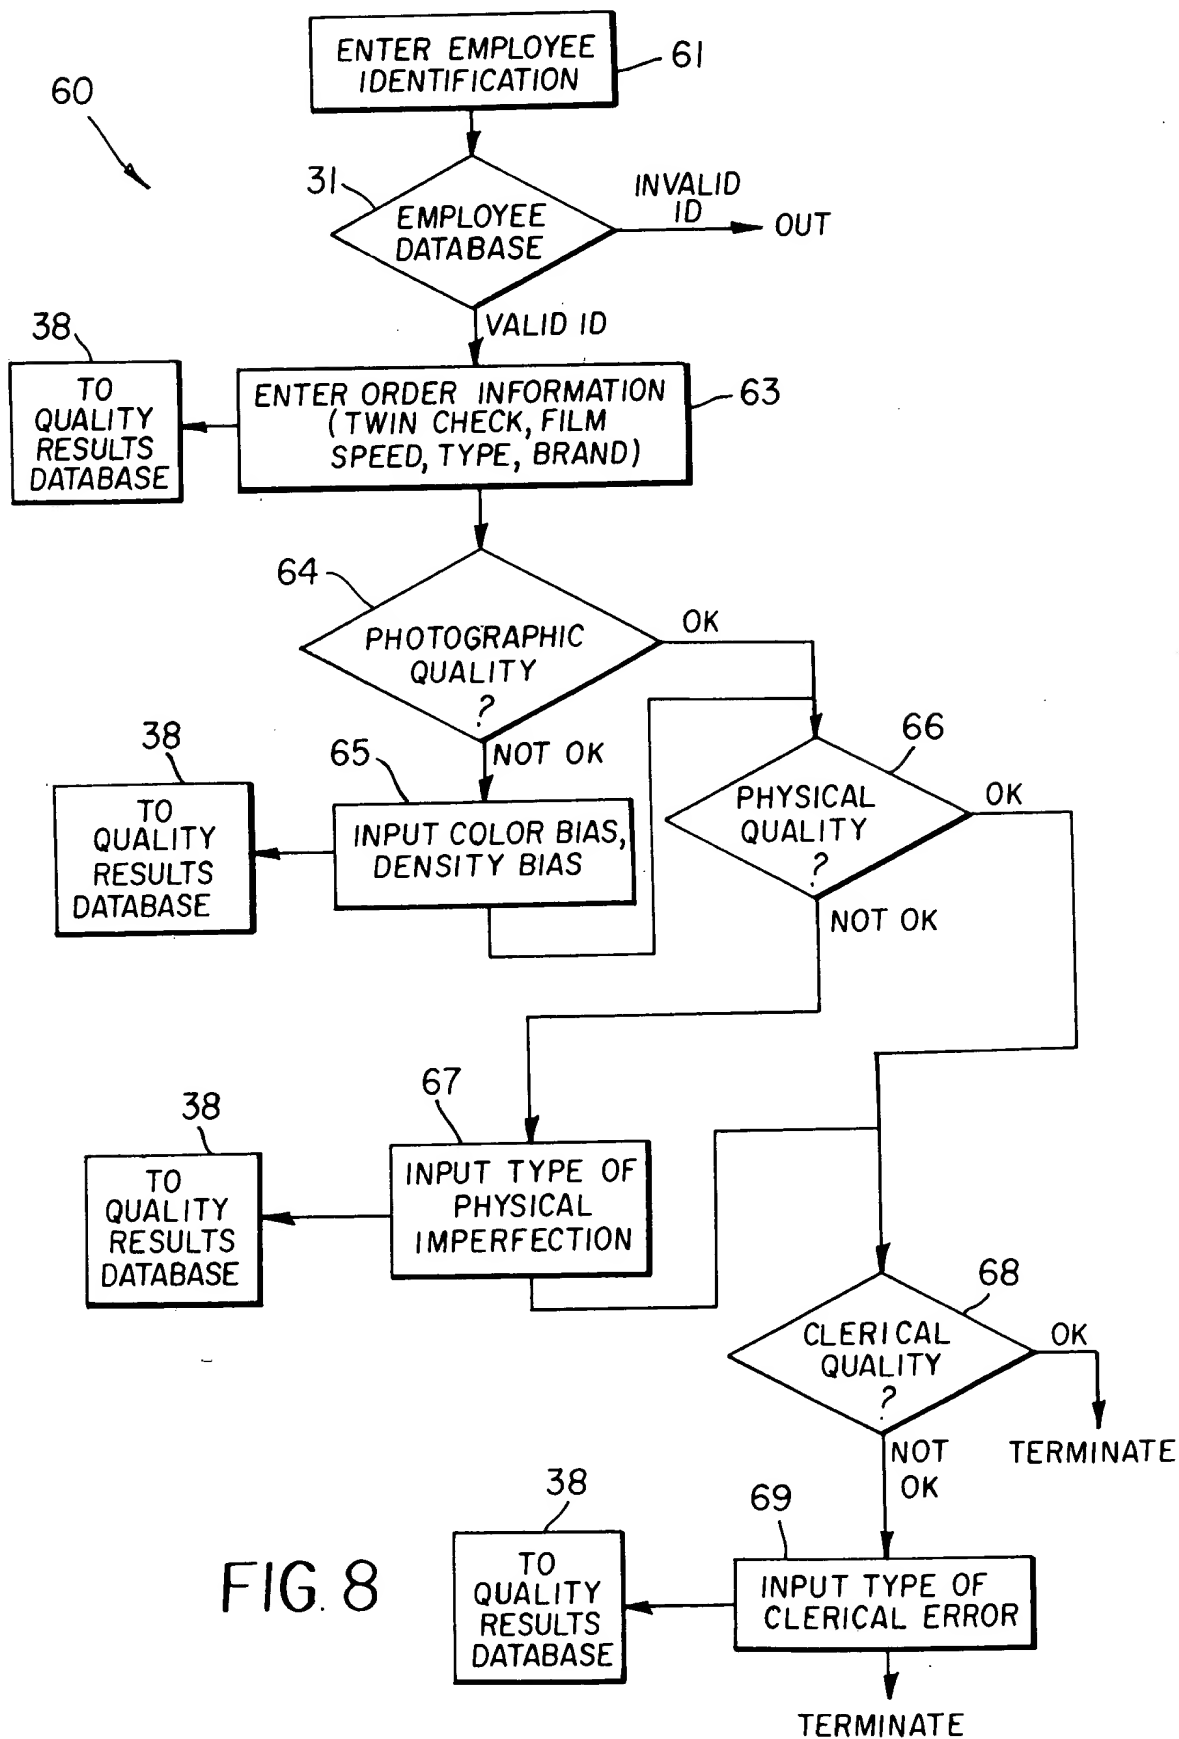 ENTER EMPLOYEE
IDENTIFICATION
61
60
31
EMPLOYEE
DATABASE
INVALID
ID
OUT
VALID ID
38
TO
QUALITY
RESULTS
DATABASE
ENTER ORDER INFORMATION
(TWIN CHECK, FILM
SPEED, TYPE, BRAND)
63
64
PHOTOGRAPHIC
QUALITY
?
OK
NOT OK
38
TO
QUALITY
RESULTS
DATABASE
65
INPUT COLOR BIAS,
DENSITY BIAS
66
PHYSICAL
QUALITY
?
OK
NOT OK
67
38
TO
QUALITY
RESULTS
DATABASE
INPUT TYPE OF
PHYSICAL
IMPERFECTION
68
CLERICAL
QUALITY
?
OK
TERMINATE
NOT
OK
38
TO
QUALITY
RESULTS
DATABASE
69
INPUT TYPE OF
CLERICAL ERROR
TERMINATE
FIG. 8